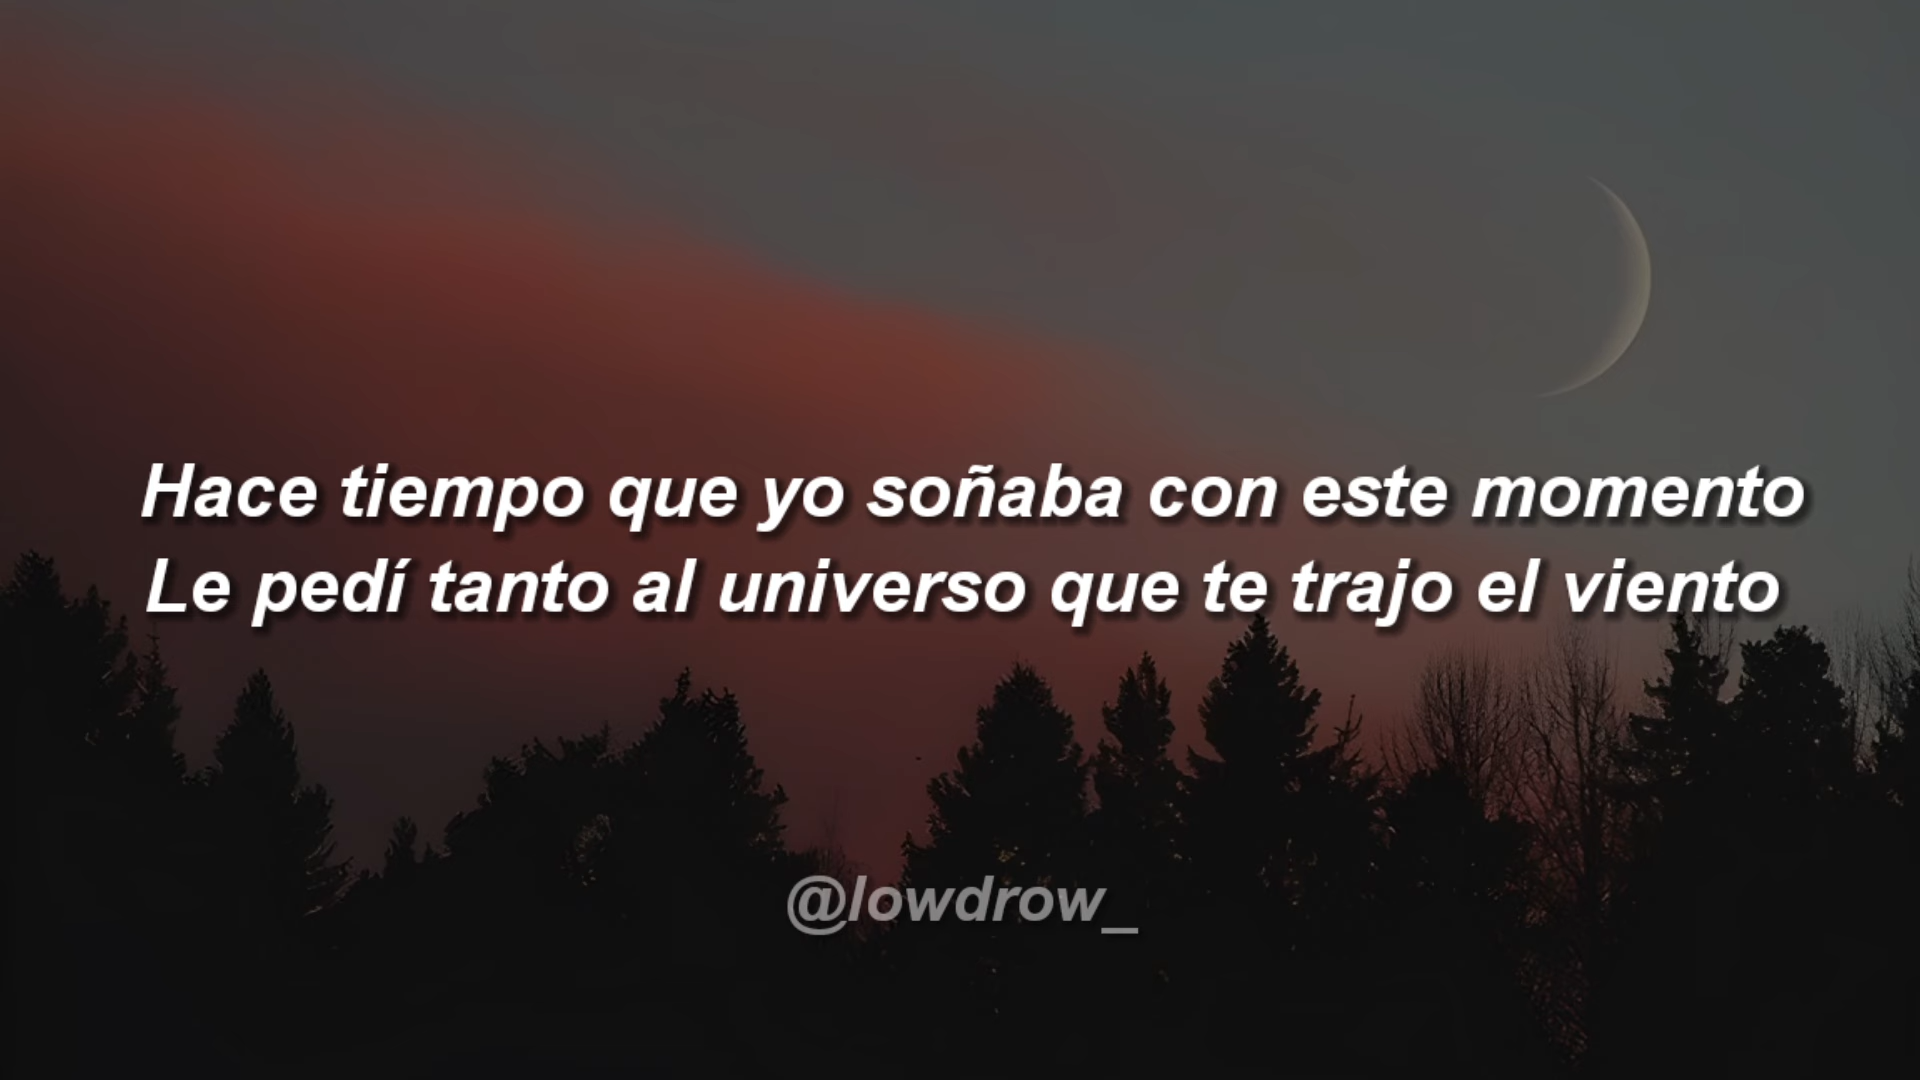 Hace tiempo que yo soñaba con este momento
Le pedí tanto al universo que te trajo el viento
@lowdrow_